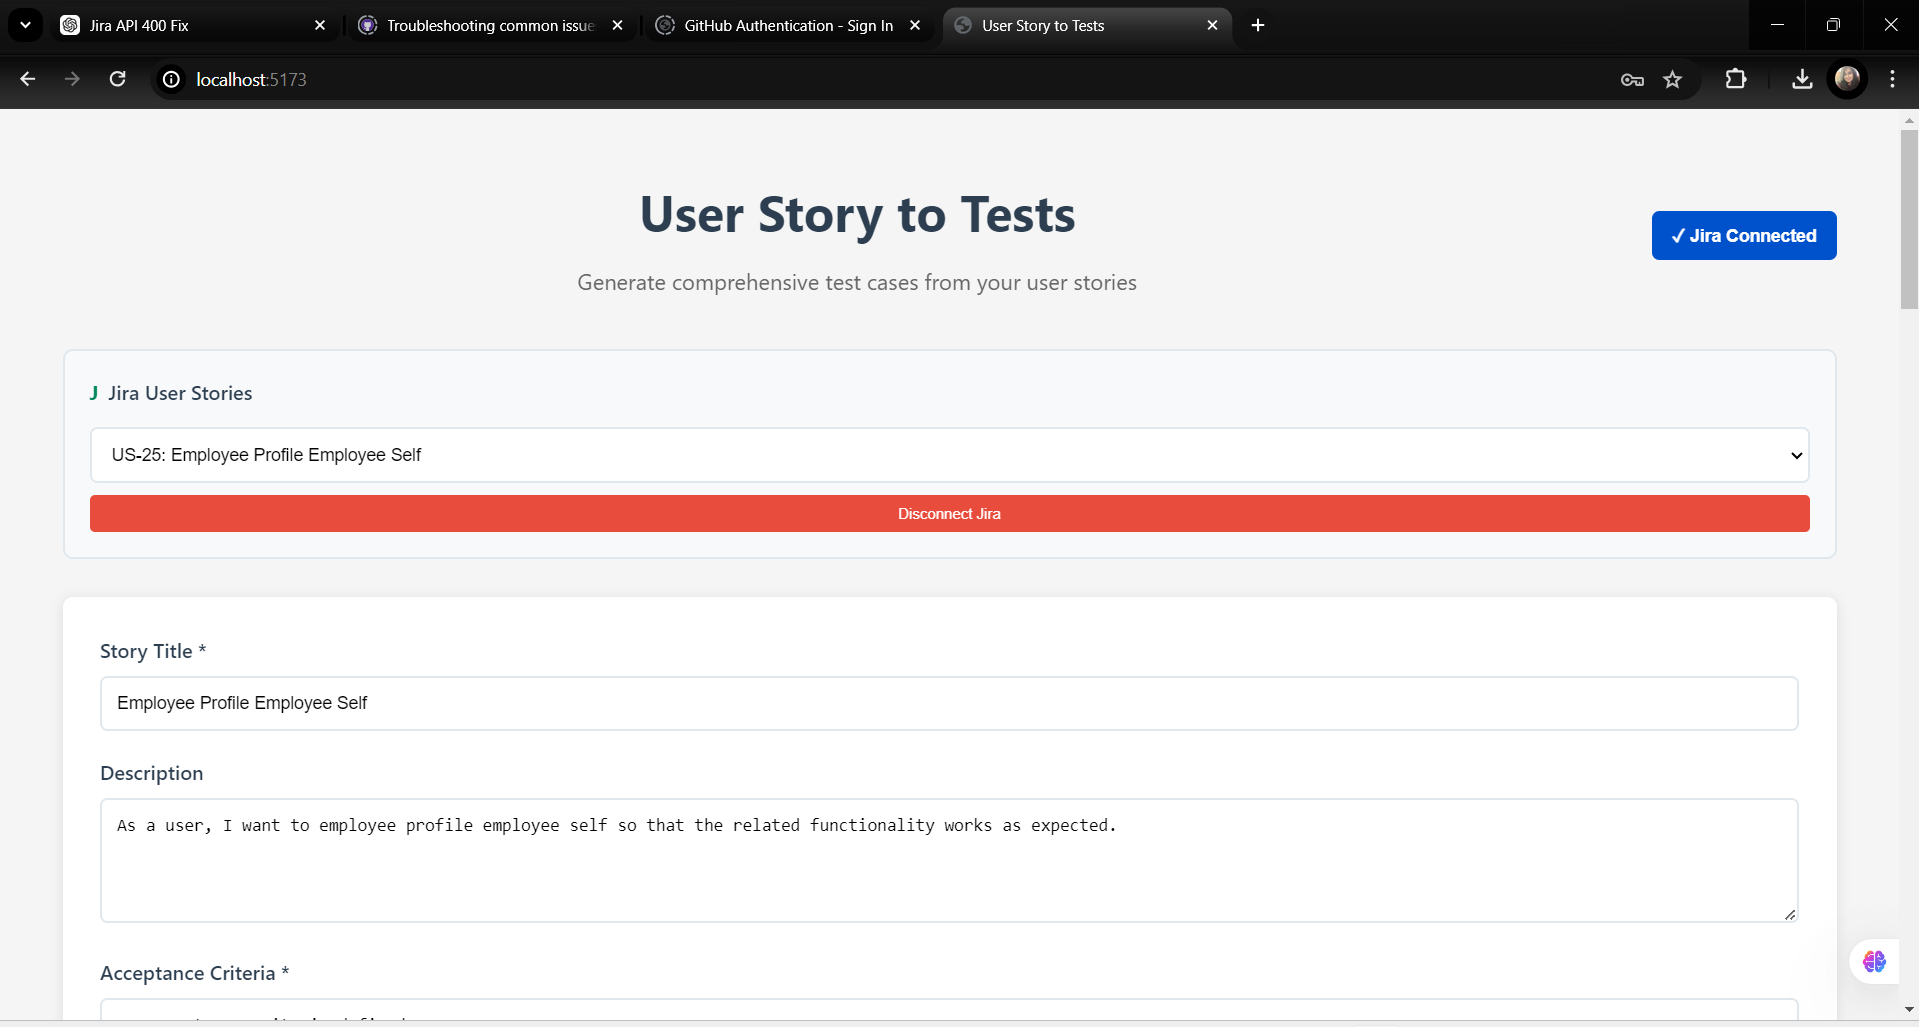 Jira API 400 Fix
Troubleshooting common issue
GitHub Authentication - Sign In
User Story to Tests
localhost:5173
User Story to Tests
✓ Jira Connected
Generate comprehensive test cases from your user stories
J Jira User Stories
US-25: Employee Profile Employee Self
Disconnect Jira
Story Title *
Employee Profile Employee Self
Description
As a user, I want to employee profile employee self so that the related functionality works as expected.
Acceptance Criteria *